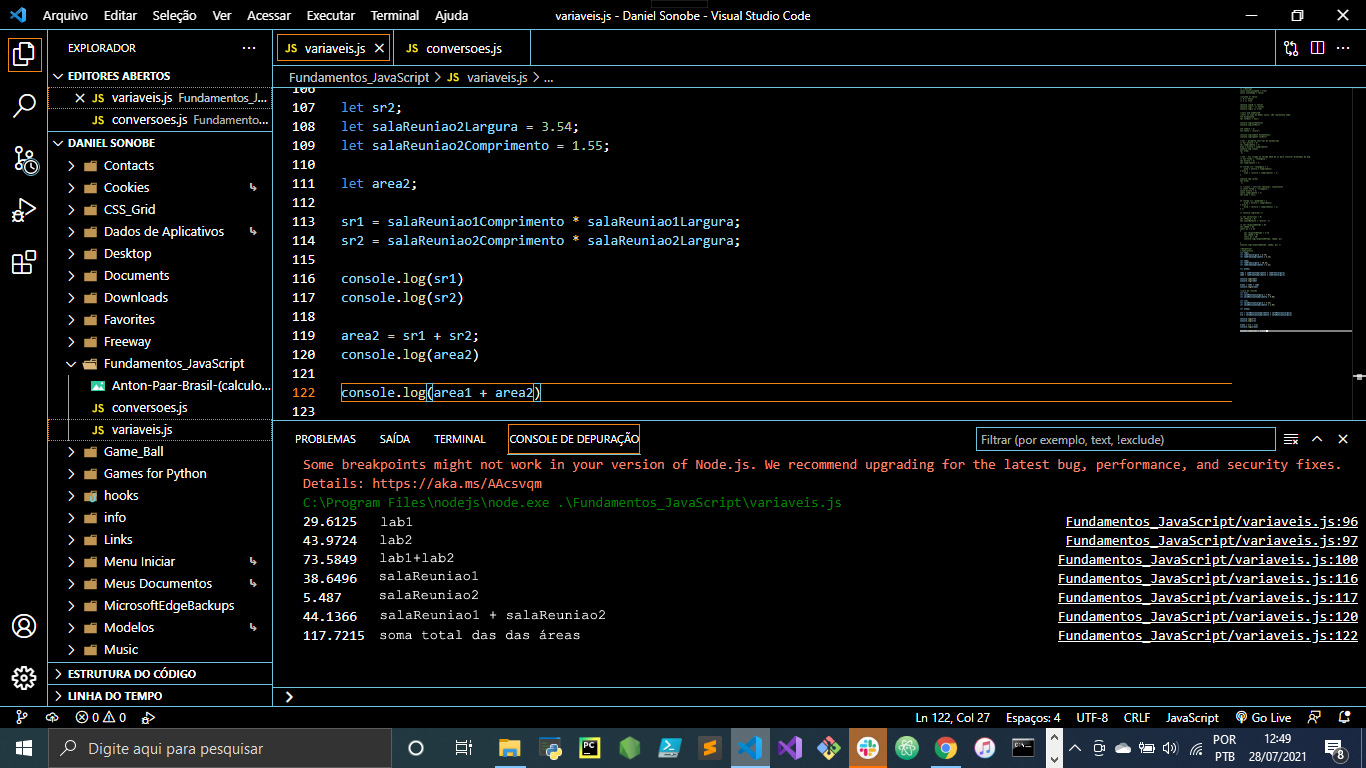 Arquivo Editar Seleção Ver Acessar Executar Terminal Ajuda
variaveis.js - Daniel Sonobe - Visual Studio Code
EXPLORADOR
EDITORES ABERTOS
variaveis.js Fundamentos_J...
conversoes.js Fundamento...
DANIEL SONOBE
Contacts
Cookies
CSS_Grid
Dados de Aplicativos
Desktop
Documents
Downloads
Favorites
Freeway
Fundamentos_JavaScript
Anton-Paar-Brasil-(calculo...
JS conversoes.js
JS variaveis.js
Game_Ball
Games for Python
hooks
info
Links
Menu Iniciar
Meus Documentos
MicrosoftEdgeBackups
Modelos
Music
ESTRUTURA DO CÓDIGO
LINHA DO TEMPO
JS variaveis.js
JS conversoes.js
Fundamentos_JavaScript > JS variaveis.js > ...
106
107 let sr2;
108 let salaReuniao2Largura = 3.54;
109 let salaReuniao2Comprimento = 1.55;
110
111 let area2;
112
113 sr1 = salaReuniao1Comprimento * salaReuniao1Largura;
114 sr2 = salaReuniao2Comprimento * salaReuniao2Largura;
115
116 console.log(sr1)
117 console.log(sr2)
118
119 area2 = sr1 + sr2;
120 console.log(area2)
121
122 console.log(area1 + area2)
123
PROBLEMAS SAÍDA TERMINAL CONSOLE DE DEPURAÇÃO
Filtrar (por exemplo, text, !exclude)
Some breakpoints might not work in your version of Node.js. We recommend upgrading for the latest bug, performance, and security fixes.
Details: https://aka.ms/AAcsvqm
C:\Program Files\nodejs\node.exe .\Fundamentos_JavaScript\variaveis.js
29.6125 lab1 Fundamentos_JavaScript/variaveis.js:96
43.9724 lab2 Fundamentos_JavaScript/variaveis.js:97
73.5849 lab1+lab2 Fundamentos_JavaScript/variaveis.js:100
38.6496 salaReuniao1 Fundamentos_JavaScript/variaveis.js:116
5.487 salaReuniao2 Fundamentos_JavaScript/variaveis.js:117
44.1366 salaReuniao1 + salaReuniao2 Fundamentos_JavaScript/variaveis.js:120
117.7215 soma total das das áreas Fundamentos_JavaScript/variaveis.js:122
0 0
Ln 122, Col 27 Espaços: 4 UTF-8 CRLF JavaScript Go Live
Digite aqui para pesquisar
POR
PTB
12:49
28/07/2021
8